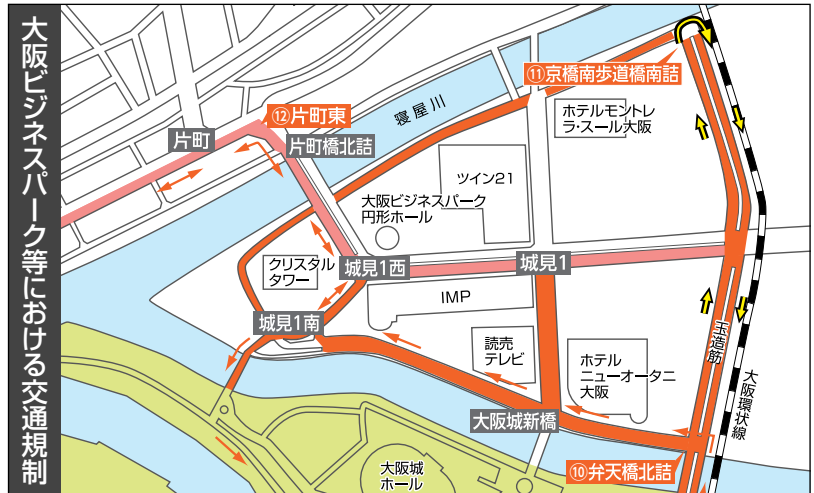 大阪ビジネスパーク等における交通規制
⑪京橋南歩道橋南詰
⑫片町東
片町
片町橋北詰
寝屋川
ホテルモントレ
ラ・スール大阪
ツイン21
大阪ビジネスパーク
円形ホール
クリスタル
タワー
城見1西
城見1
IMP
城見1南
読売
テレビ
ホテル
ニューオータニ
大阪
玉造筋
大阪環状線
大阪城新橋
⑩弁天橋北詰
大阪城
ホール